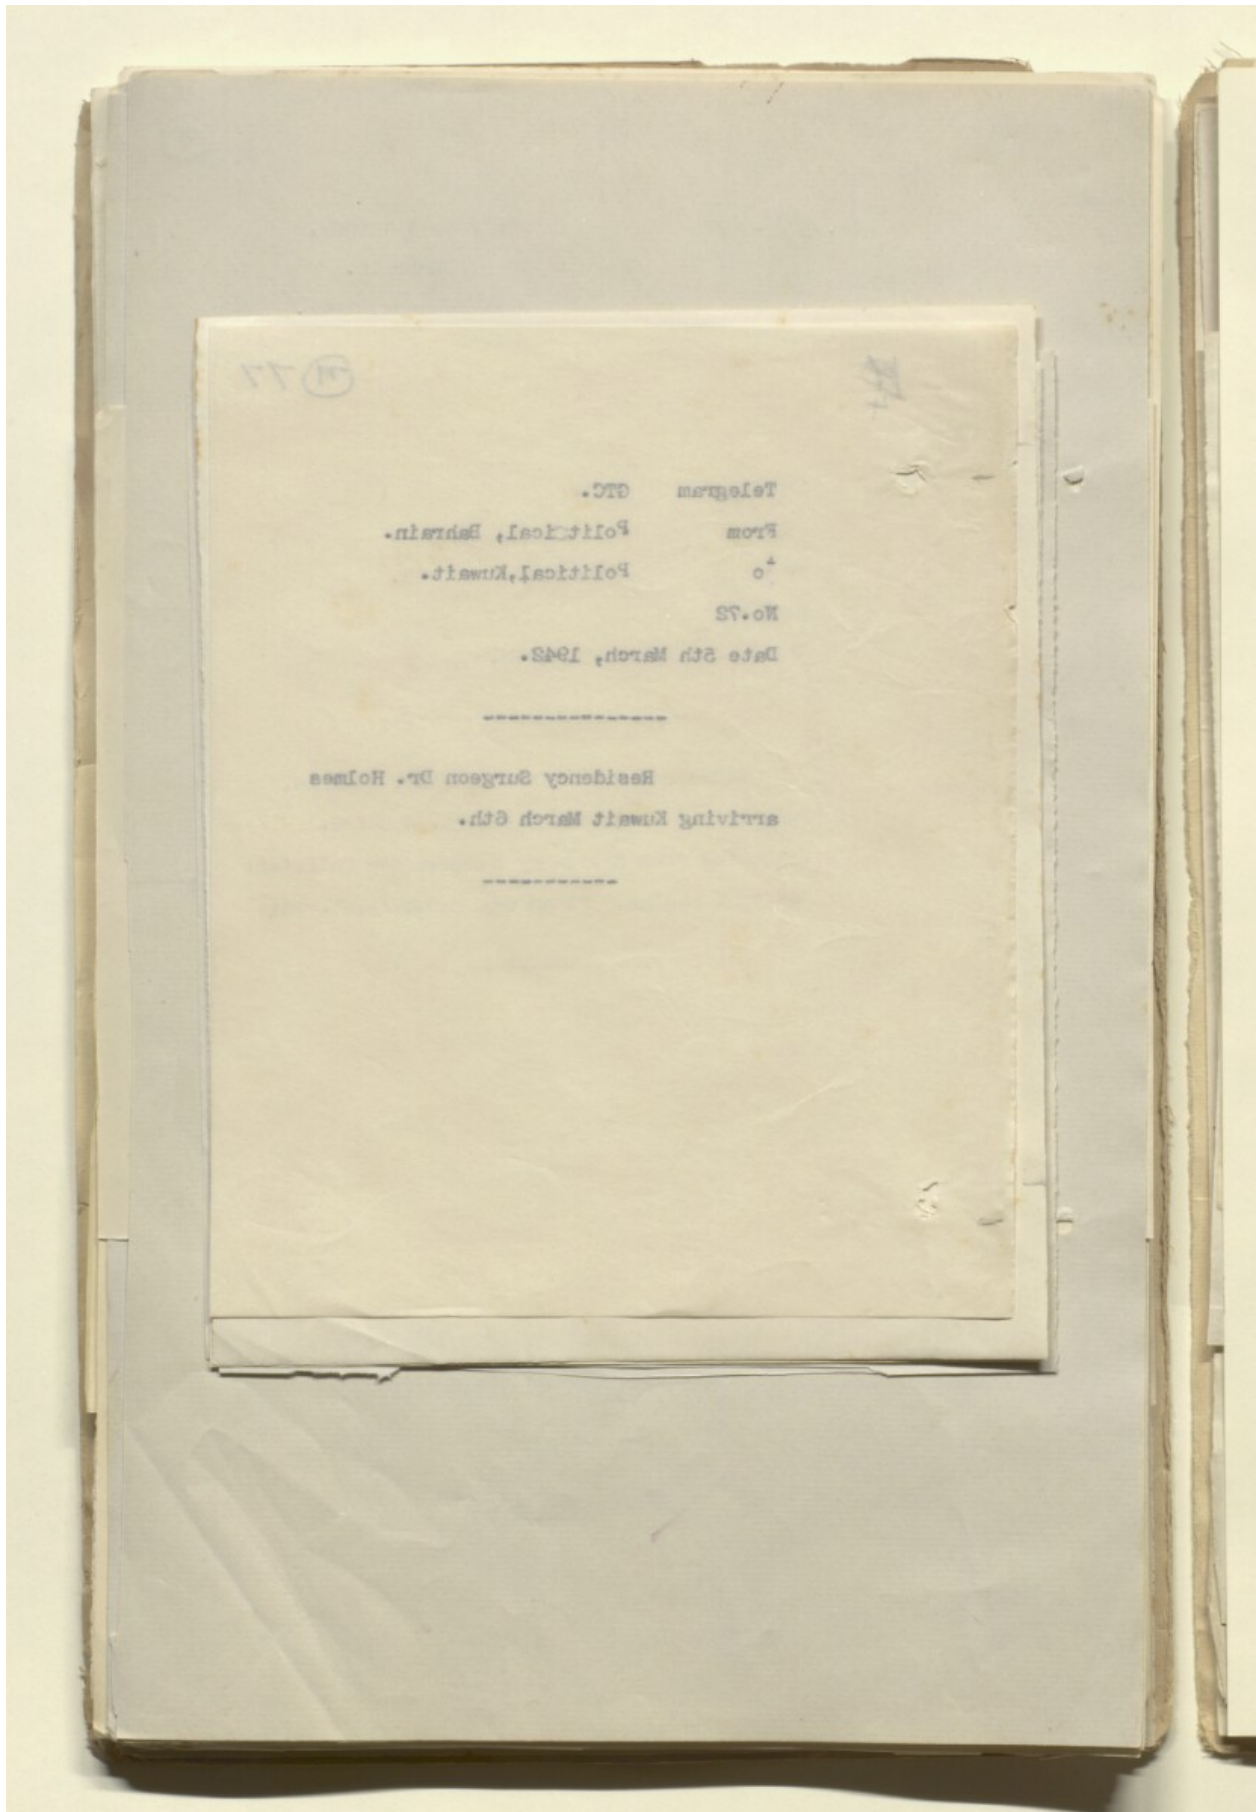 77
Telegram GTC.
From Political, Bahrain.
To Political,Kuwait.
No.72
Date 5th March, 1942.
---------------
Residency Surgeon Dr. Holmes
arriving Kuwait March 6th.
-----------